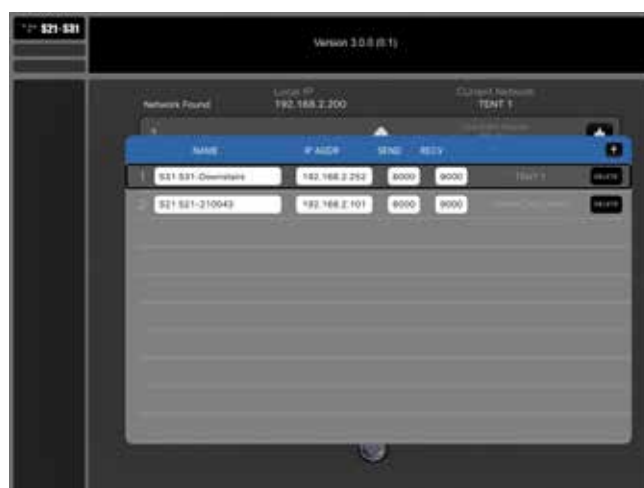 S21-S31
Version 3.0.0 (0.1)
Local IP
Current Network
Network Found
192.168.2.200
TENT 1
NAME
IP ADDR
SEND
RECV
+
1
S31 S31-Downstairs
192.168.2.252
8000
9000
TENT 1
DELETE
2
S21 S21-210043
192.168.2.101
8000
9000
DELETE